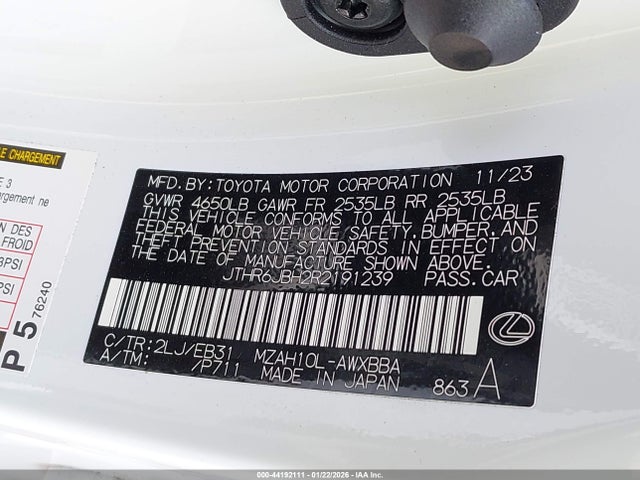 LE CHARGEMENT
E 3
argement ne
ON DES
FROID
3PSI
PSI
P 5 76240
MFD. BY: TOYOTA MOTOR CORPORATION 11/23
GVWR 4650LB GAWR FR 2535LB RR 2535LB
THIS VEHICLE CONFORMS TO ALL APPLICABLE
FEDERAL MOTOR VEHICLE SAFETY, BUMPER, AND
THEFT PREVENTION STANDARDS IN EFFECT ON
THE DATE OF MANUFACTURE SHOWN ABOVE.
JTHR6JBH2R2191239 PASS.CAR
C/TR: 2LJ/EB31 MZAH10L-AWXBBA
A/TM: /P711 MADE IN JAPAN 863 A
000-44192111 - 01/22/2026 - IAA Inc.